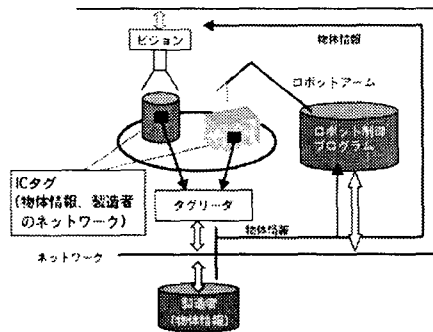 ビジョン
物体情報
ロボットアーム
ロボット制御
プログラム
ICタグ
(物体情報、製造者
のネットワーク)
タグリーダ
物体情報
ネットワーク
製造者
(物体情報)